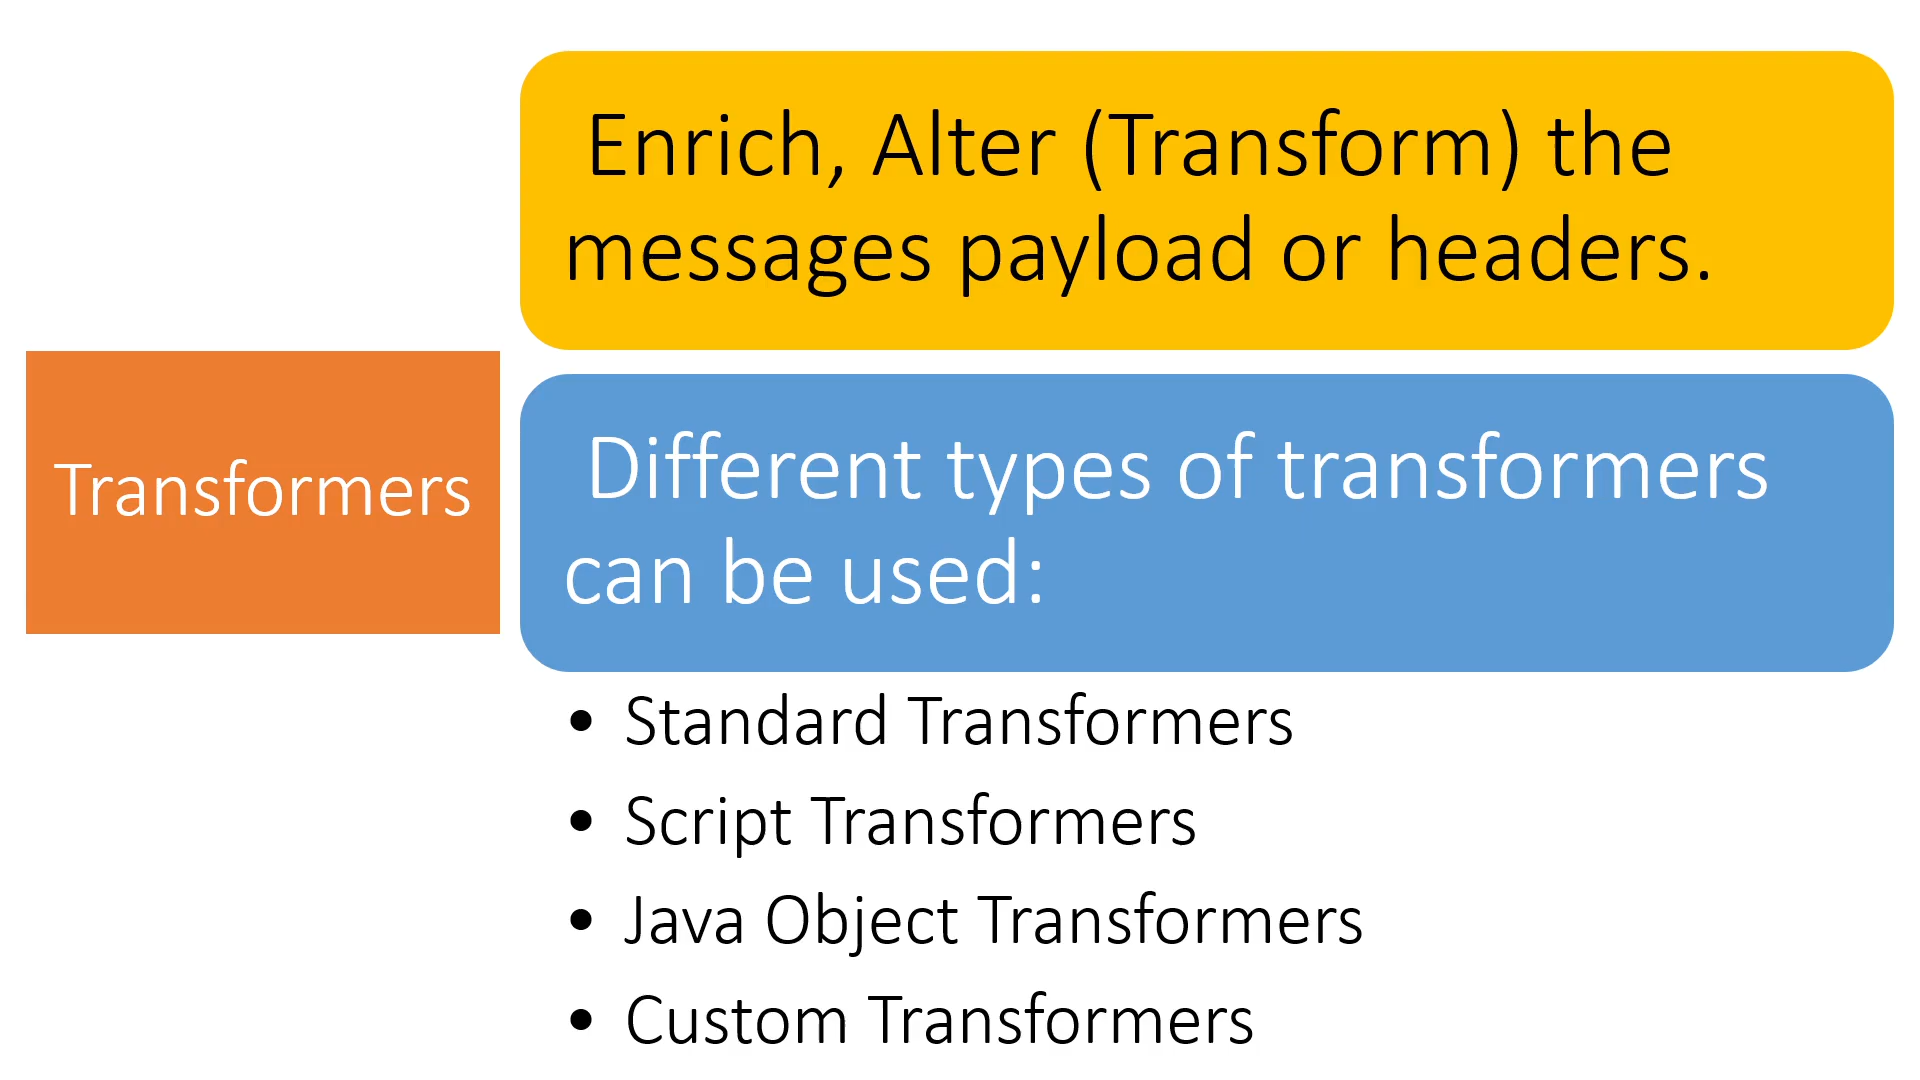 Transformers
Enrich, Alter (Transform) the
messages payload or headers.
Different types of transformers
can be used:
• Standard Transformers
• Script Transformers
• Java Object Transformers
• Custom Transformers